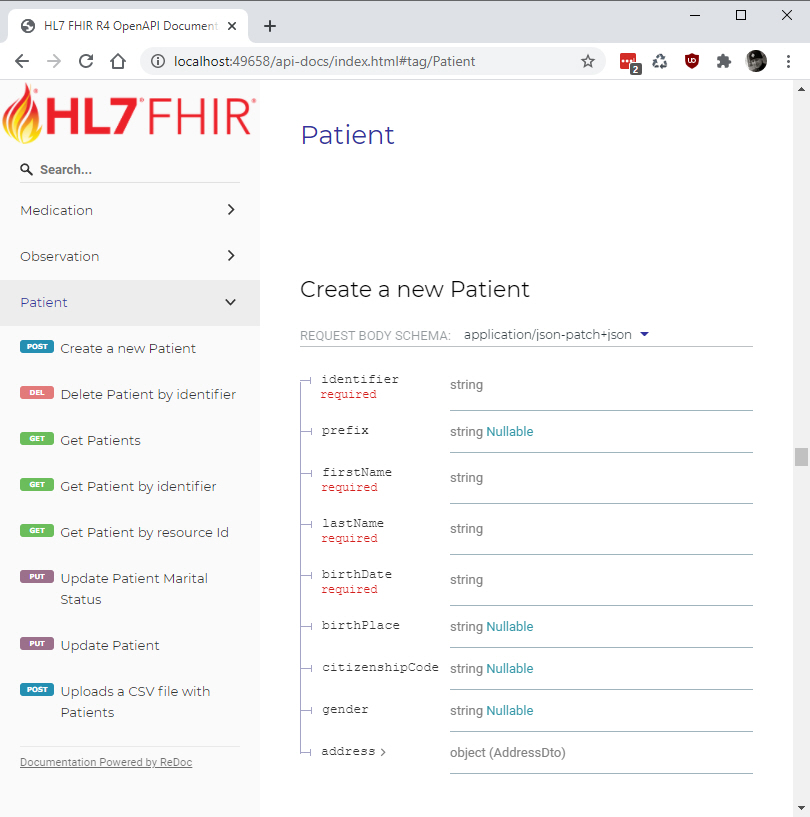 HL7 FHIR R4 OpenAPI Document
localhost:49658/api-docs/index.html#tag/Patient
2
HL7® FHIR®
Search...
Medication
Observation
Patient
POST Create a new Patient
DEL Delete Patient by identifier
GET Get Patients
GET Get Patient by identifier
GET Get Patient by resource Id
PUT Update Patient Marital
Status
PUT Update Patient
POST Uploads a CSV file with
Patients
Documentation Powered by ReDoc
Patient
Create a new Patient
REQUEST BODY SCHEMA: application/json-patch+json
identifier string
required
prefix string Nullable
firstName string
required
lastName string
required
birthDate string
required
birthPlace string Nullable
citizenshipCode string Nullable
gender string Nullable
address object (AddressDto)